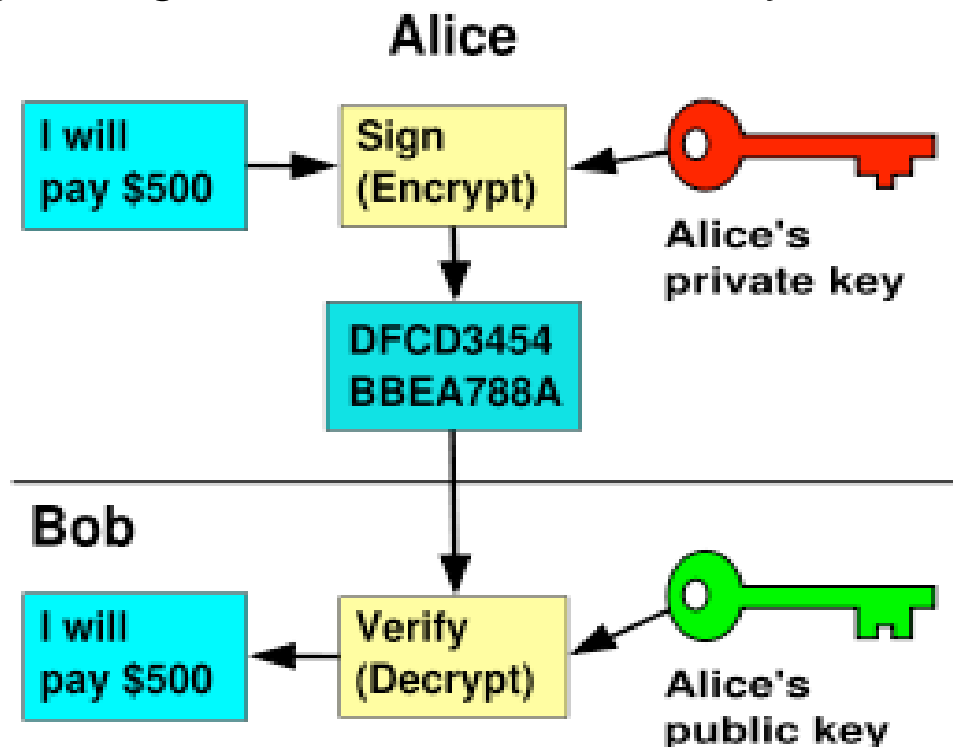 Alice
I will
pay $500
Sign
(Encrypt)
Alice's
private key
DFCD3454
BBEA788A
Bob
I will
pay $500
Verify
(Decrypt)
Alice's
public key